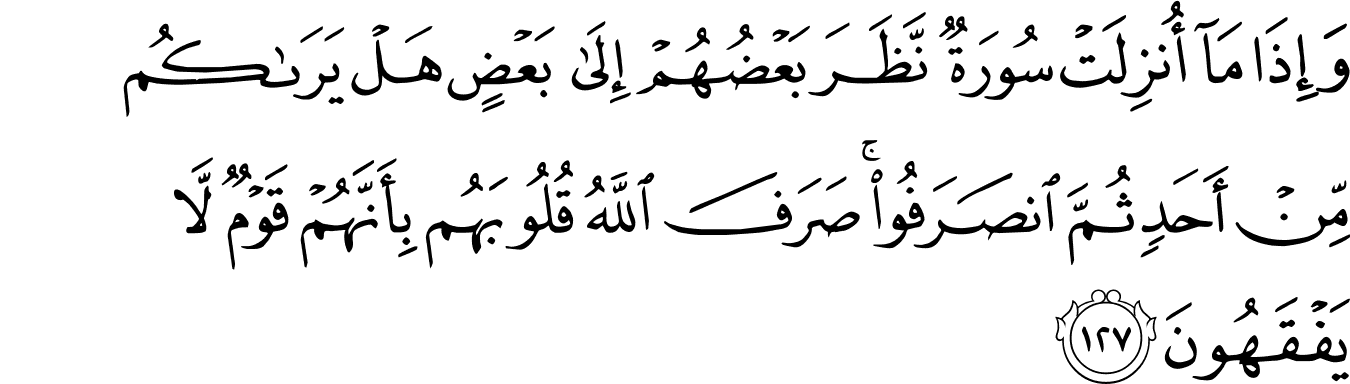 وَإِذَا مَآ أُنزِلَتْ سُورَةٌ نَّظَرَ بَعْضُهُمْ إِلَىٰ بَعْضٍ هَلْ يَرَىٰكُم
مِّنْ أَحَدٍ ثُمَّ ٱنصَرَفُوا۟ ۚ صَرَفَ ٱللَّهُ قُلُوبَهُم بِأَنَّهُمْ قَوْمٌ لَّا
يَفْقَهُونَ ١٢٧